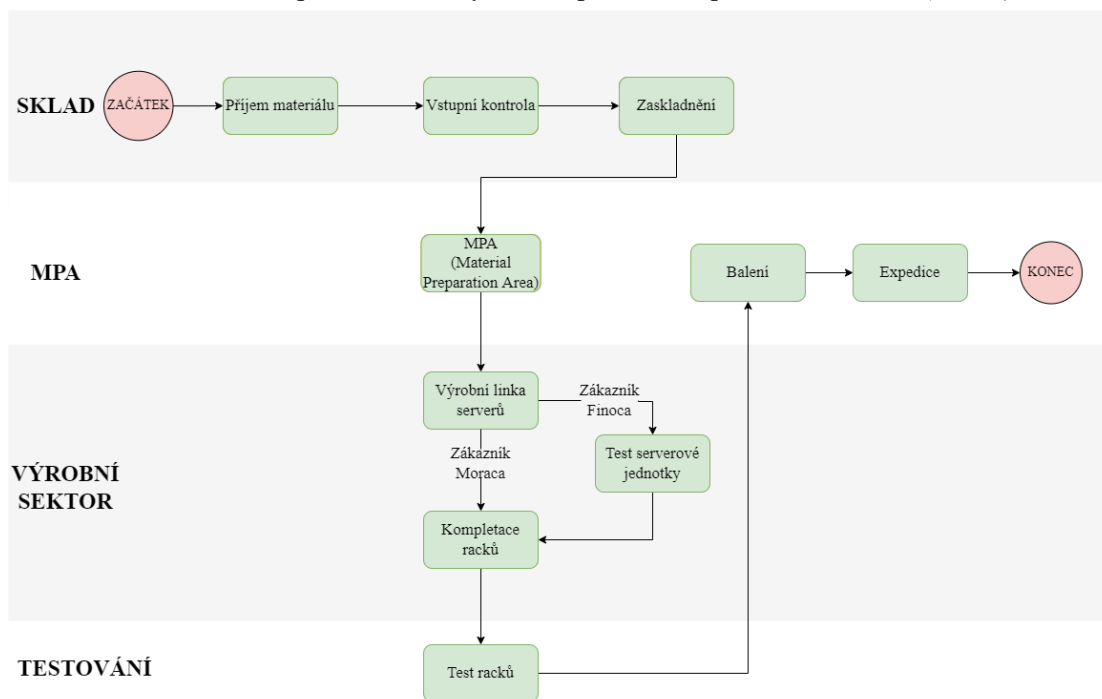 SKLAD
ZAČÁTEK
Příjem materiálu
Vstupní kontrola
Zaskladnění
MPA
MPA
(Material
Preparation Area)
Balení
Expedice
KONEC
VÝROBNÍ
SEKTOR
Výrobní linka
serverů
Zákazník
Finoca
Zákazník
Moraca
Test serverové
jednotky
Kompletace
racků
TESTOVÁNÍ
Test racků